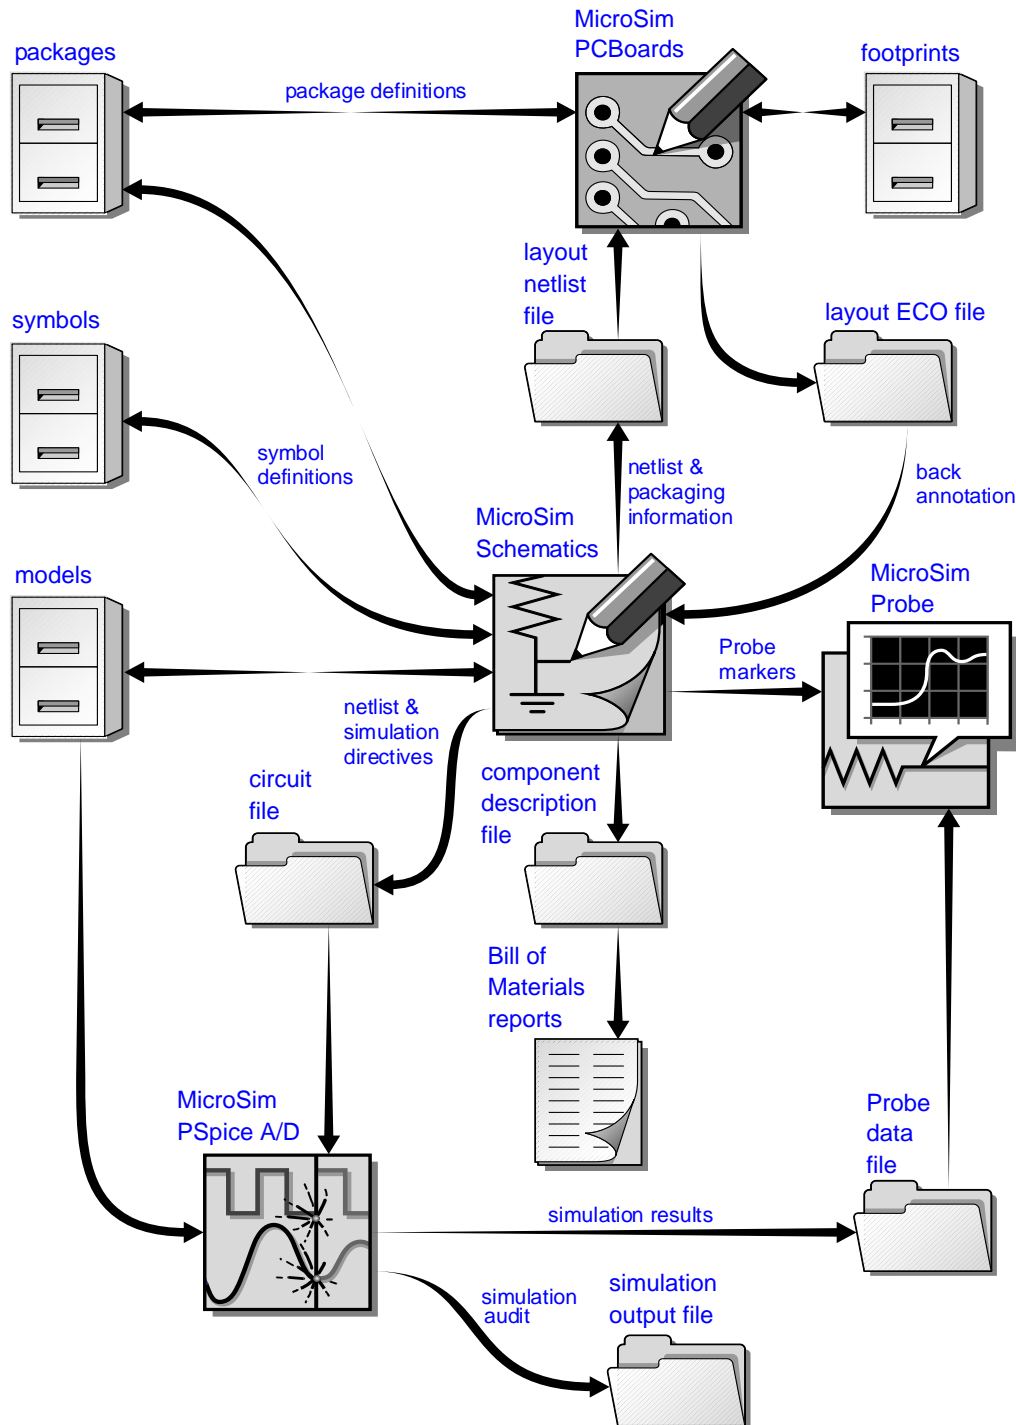 MicroSim
PCBoards
packages
footprints
package definitions
layout
netlist
file
layout ECO file
symbols
symbol
definitions
netlist &
packaging
information
back
annotation
MicroSim
Schematics
models
MicroSim
Probe
Probe
markers
netlist &
simulation
directives
circuit
file
component
description
file
Bill of
Materials
reports
MicroSim
PSpice A/D
Probe
data
file
simulation results
simulation
audit
simulation
output file